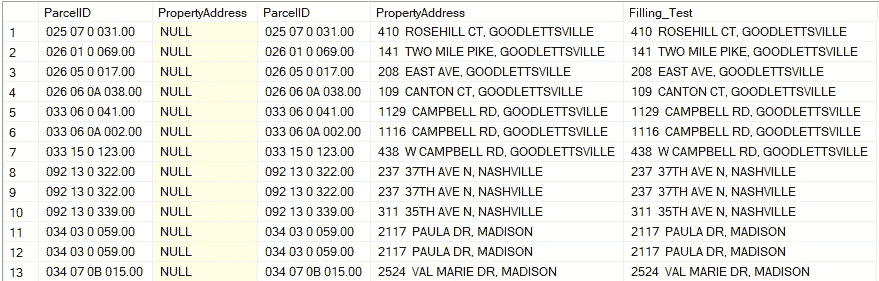 ParcelID PropertyAddress ParcelID PropertyAddress Filling_Test
1 025 07 0 031.00 NULL 025 07 0 031.00 410 ROSEHILL CT, GOODLETTSVILLE 410 ROSEHILL CT, GOODLETTSVILLE
2 026 01 0 069.00 NULL 026 01 0 069.00 141 TWO MILE PIKE, GOODLETTSVILLE 141 TWO MILE PIKE, GOODLETTSVILLE
3 026 05 0 017.00 NULL 026 05 0 017.00 208 EAST AVE, GOODLETTSVILLE 208 EAST AVE, GOODLETTSVILLE
4 026 06 0A 038.00 NULL 026 06 0A 038.00 109 CANTON CT, GOODLETTSVILLE 109 CANTON CT, GOODLETTSVILLE
5 033 06 0 041.00 NULL 033 06 0 041.00 1129 CAMPBELL RD, GOODLETTSVILLE 1129 CAMPBELL RD, GOODLETTSVILLE
6 033 06 0A 002.00 NULL 033 06 0A 002.00 1116 CAMPBELL RD, GOODLETTSVILLE 1116 CAMPBELL RD, GOODLETTSVILLE
7 033 15 0 123.00 NULL 033 15 0 123.00 438 W CAMPBELL RD, GOODLETTSVILLE 438 W CAMPBELL RD, GOODLETTSVILLE
8 092 13 0 322.00 NULL 092 13 0 322.00 237 37TH AVE N, NASHVILLE 237 37TH AVE N, NASHVILLE
9 092 13 0 322.00 NULL 092 13 0 322.00 237 37TH AVE N, NASHVILLE 237 37TH AVE N, NASHVILLE
10 092 13 0 339.00 NULL 092 13 0 339.00 311 35TH AVE N, NASHVILLE 311 35TH AVE N, NASHVILLE
11 034 03 0 059.00 NULL 034 03 0 059.00 2117 PAULA DR, MADISON 2117 PAULA DR, MADISON
12 034 03 0 059.00 NULL 034 03 0 059.00 2117 PAULA DR, MADISON 2117 PAULA DR, MADISON
13 034 07 0B 015.00 NULL 034 07 0B 015.00 2524 VAL MARIE DR, MADISON 2524 VAL MARIE DR, MADISON